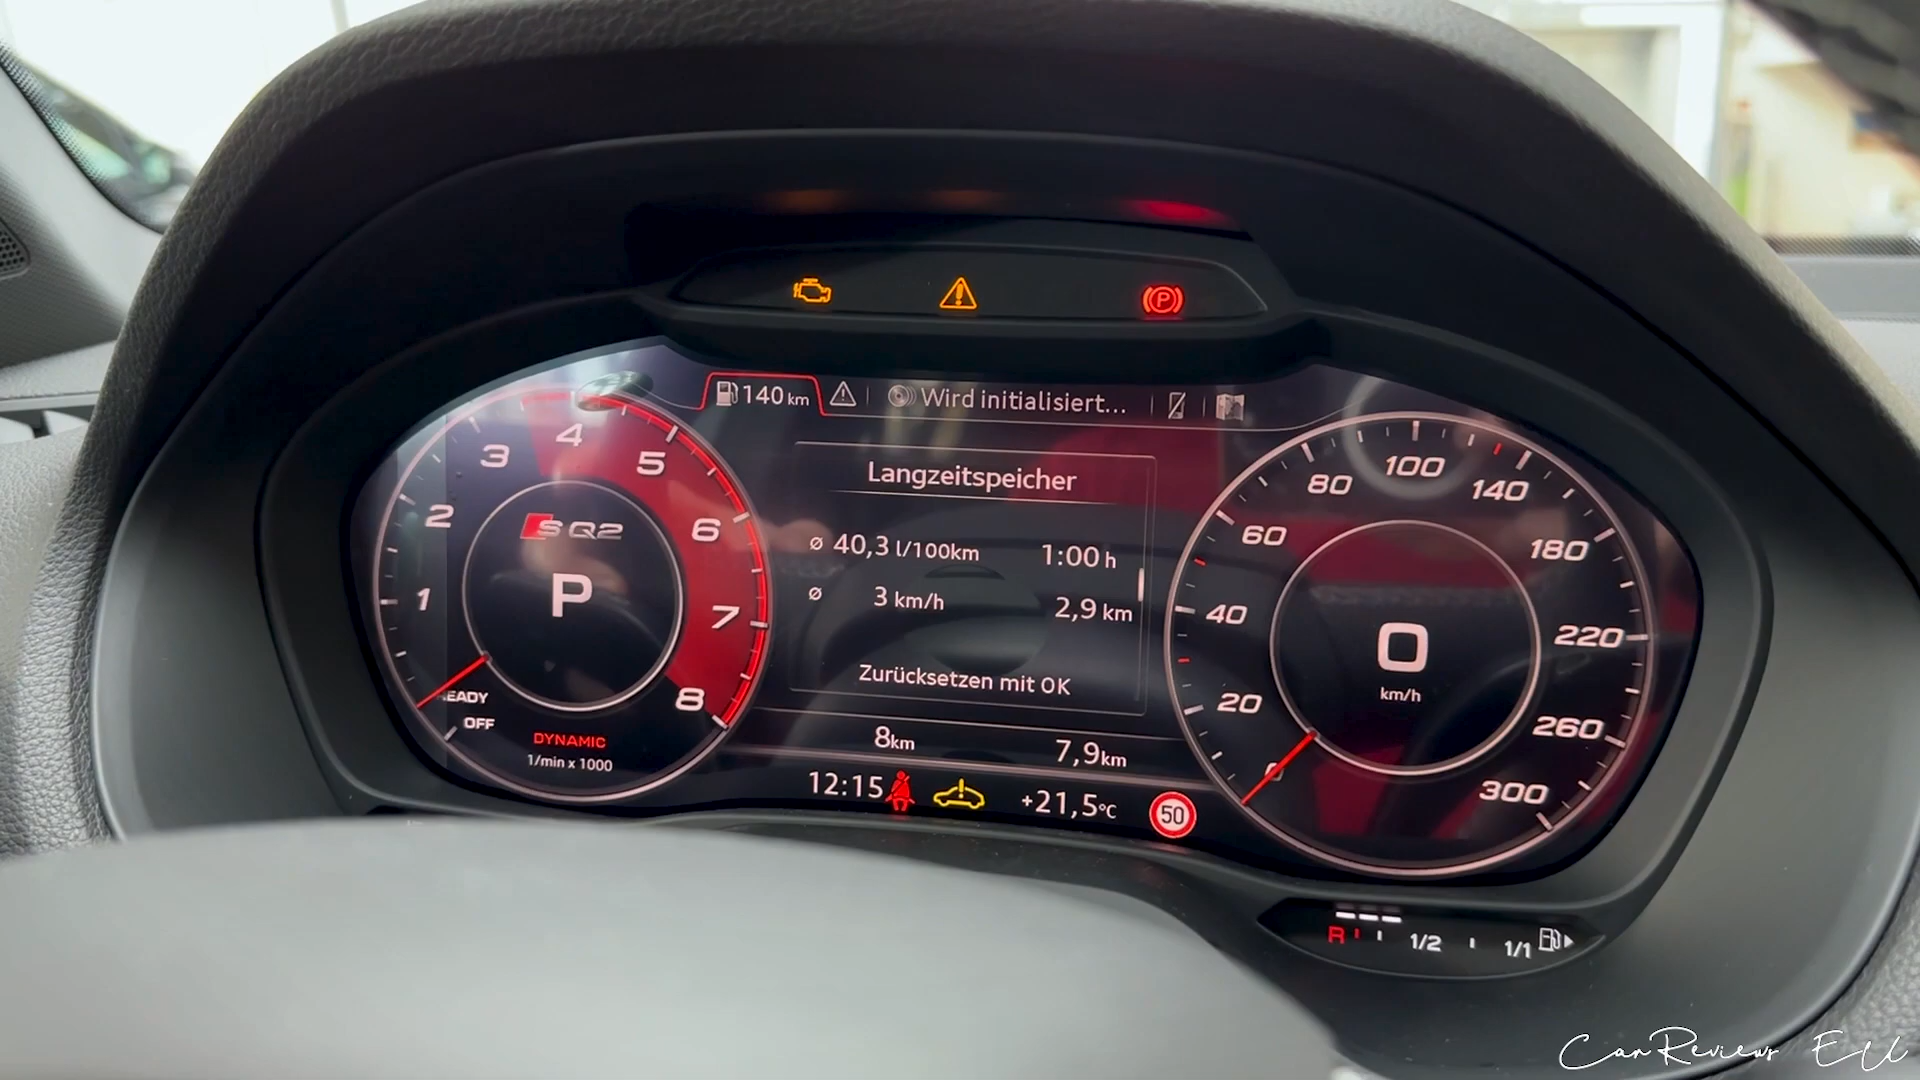 P
140 km
Wird initialisiert...
3
4
5
2
6
1
7
8
SQ2
P
READY
OFF
DYNAMIC
1/min x 1000
Langzeitspeicher
ø 40,3 l/100km 1:00 h
ø 3 km/h 2,9 km
Zurücksetzen mit OK
8km 7,9km
12:15 +21,5°C 50
80
100
140
60
180
40
220
20
260
0
300
0
km/h
R 1/2 1/1
CarReviews EU